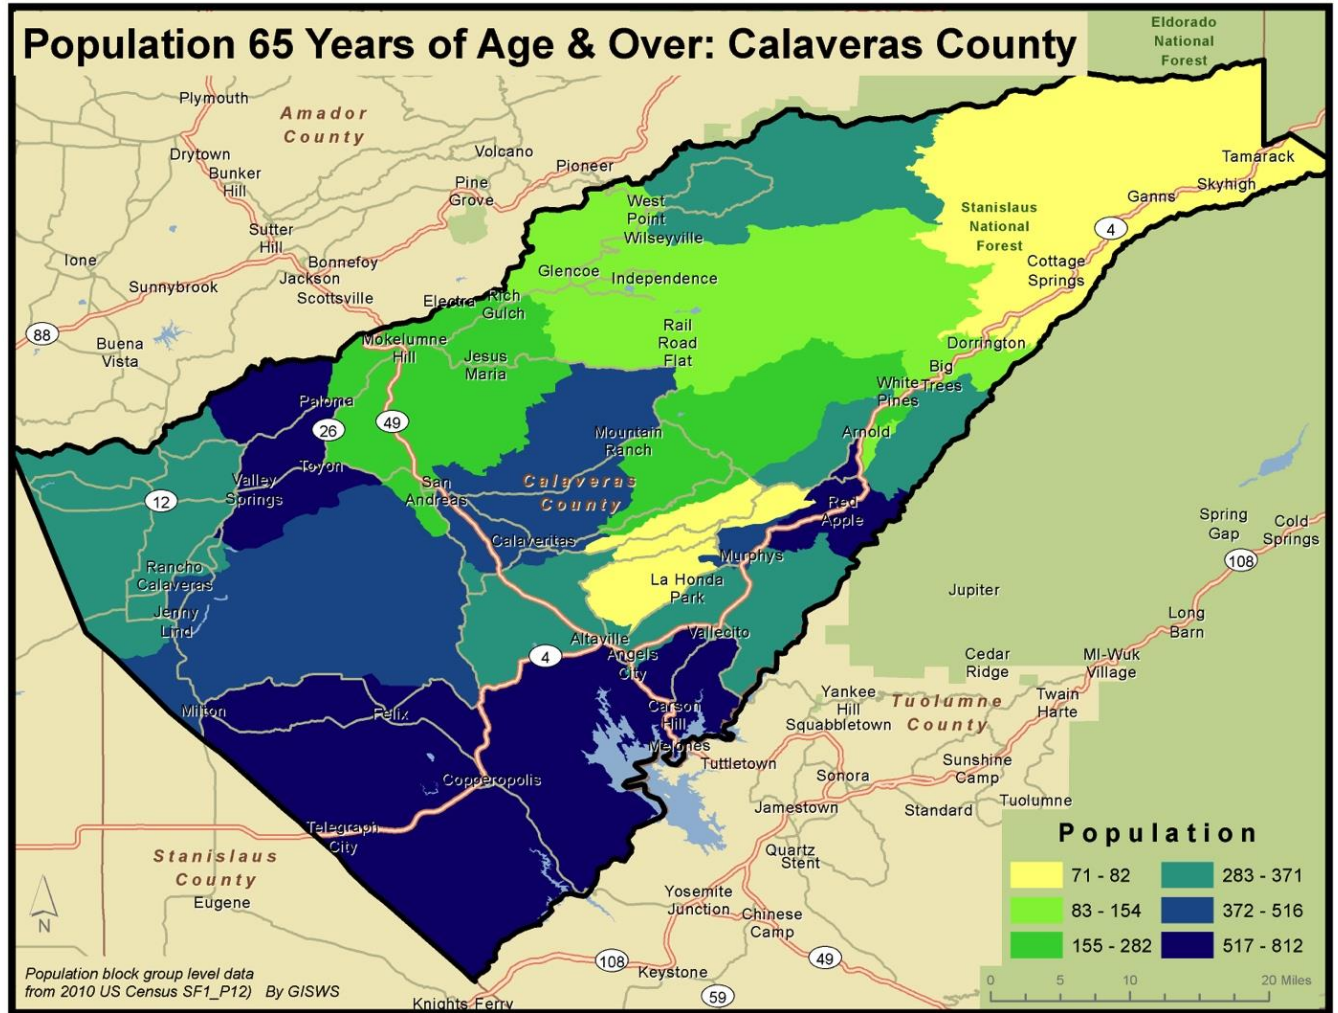 Population 65 Years of Age & Over: Calaveras County
Eldorado
National
Forest
Plymouth
Amador
County
Drytown
Bunker
Hill
Volcano
Pioneer
Pine
Grove
Tamarack
Skyhigh
Ganns
West
Point
Wilseyville
Stanislaus
National
Forest
4
Sutter
Hill
Ione
Bonnefoy
Jackson
Sunnybrook
Scottsville
Glencoe
Independence
Cottage
Springs
Electra
Rich
Gulch
88
Buena
Vista
Mokelumne
Hill
Jesus
Maria
Rail
Road
Flat
Dorrington
Big
Trees
White
Pines
Paloma
26
49
Mountain
Ranch
Arnold
Toyon
Valley
Springs
12
San
Andreas
Calaveras
County
Red
Apple
Spring
Gap
Cold
Springs
108
Calaveritas
Murphys
Rancho
Calaveras
La Honda
Park
Jupiter
Jenny
Lind
Long
Barn
Altaville
Vallecito
4
Angels
City
Cedar
Ridge
MI-Wuk
Village
Milton
Felix
Carson
Hill
Yankee
Hill
Squabbletown
Tuolumne
County
Twain
Harte
Melones
Tuttletown
Sonora
Sunshine
Camp
Copperopolis
Jamestown
Standard
Tuolumne
Telegraph
City
Stanislaus
County
Eugene
Quartz
Stent
Yosemite
Junction
Chinese
Camp
N
108
Keystone
49
59
Knights Ferry
Population
71 - 82
83 - 154
155 - 282
283 - 371
372 - 516
517 - 812
0 5 10 20 Miles
Population block group level data
from 2010 US Census SF1_P12) By GISWS